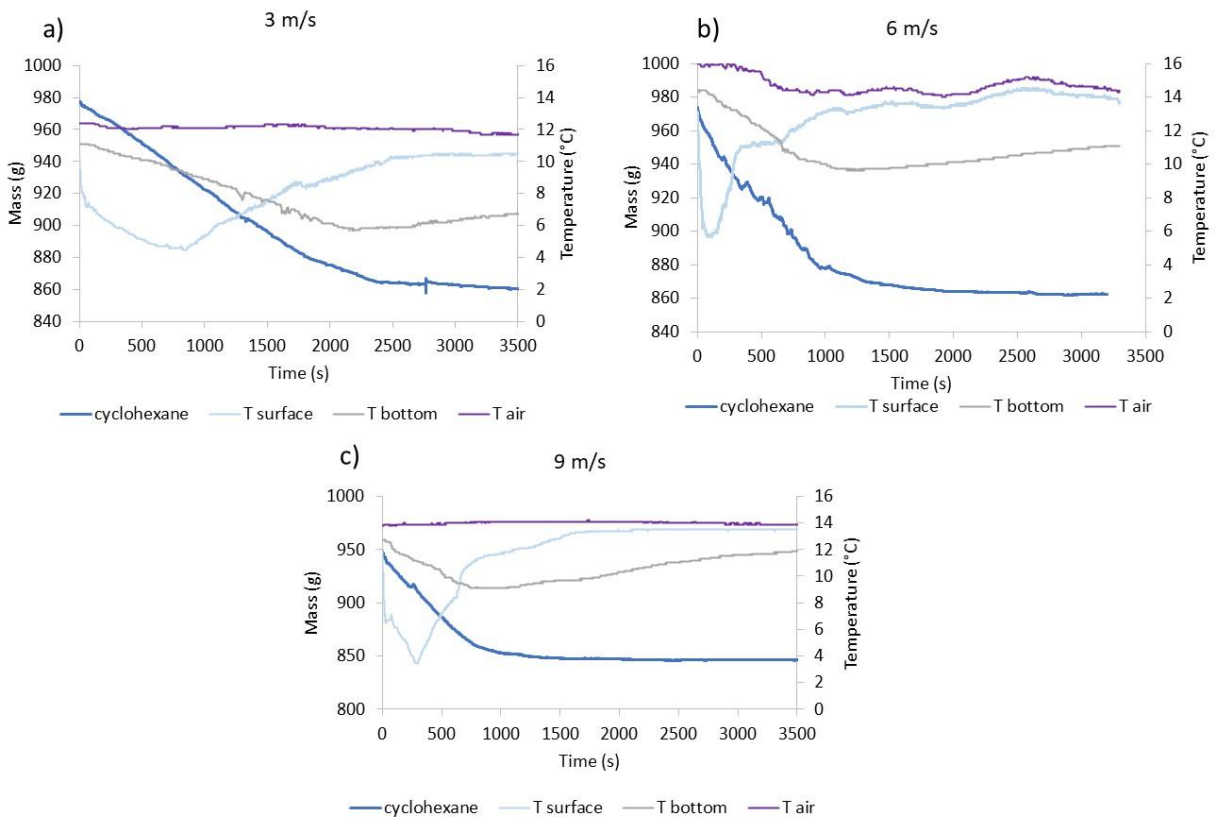 a)
3 m/s
Mass (g)
1000
980
960
940
920
900
880
860
840
16
14
12
10
8
6
4
2
0
Temperature (°C)
0 500 1000 1500 2000 2500 3000 3500
Time (s)
cyclohexane T surface T bottom T air
b)
6 m/s
Mass (g)
1000
980
960
940
920
900
880
860
840
16
14
12
10
8
6
4
2
0
Temperature (°C)
0 500 1000 1500 2000 2500 3000 3500
Time (s)
cyclohexane T surface T bottom T air
c)
9 m/s
Mass (g)
1000
950
900
850
800
16
14
12
10
8
6
4
2
0
Temperature (°C)
0 500 1000 1500 2000 2500 3000 3500
Time (s)
cyclohexane T surface T bottom T air